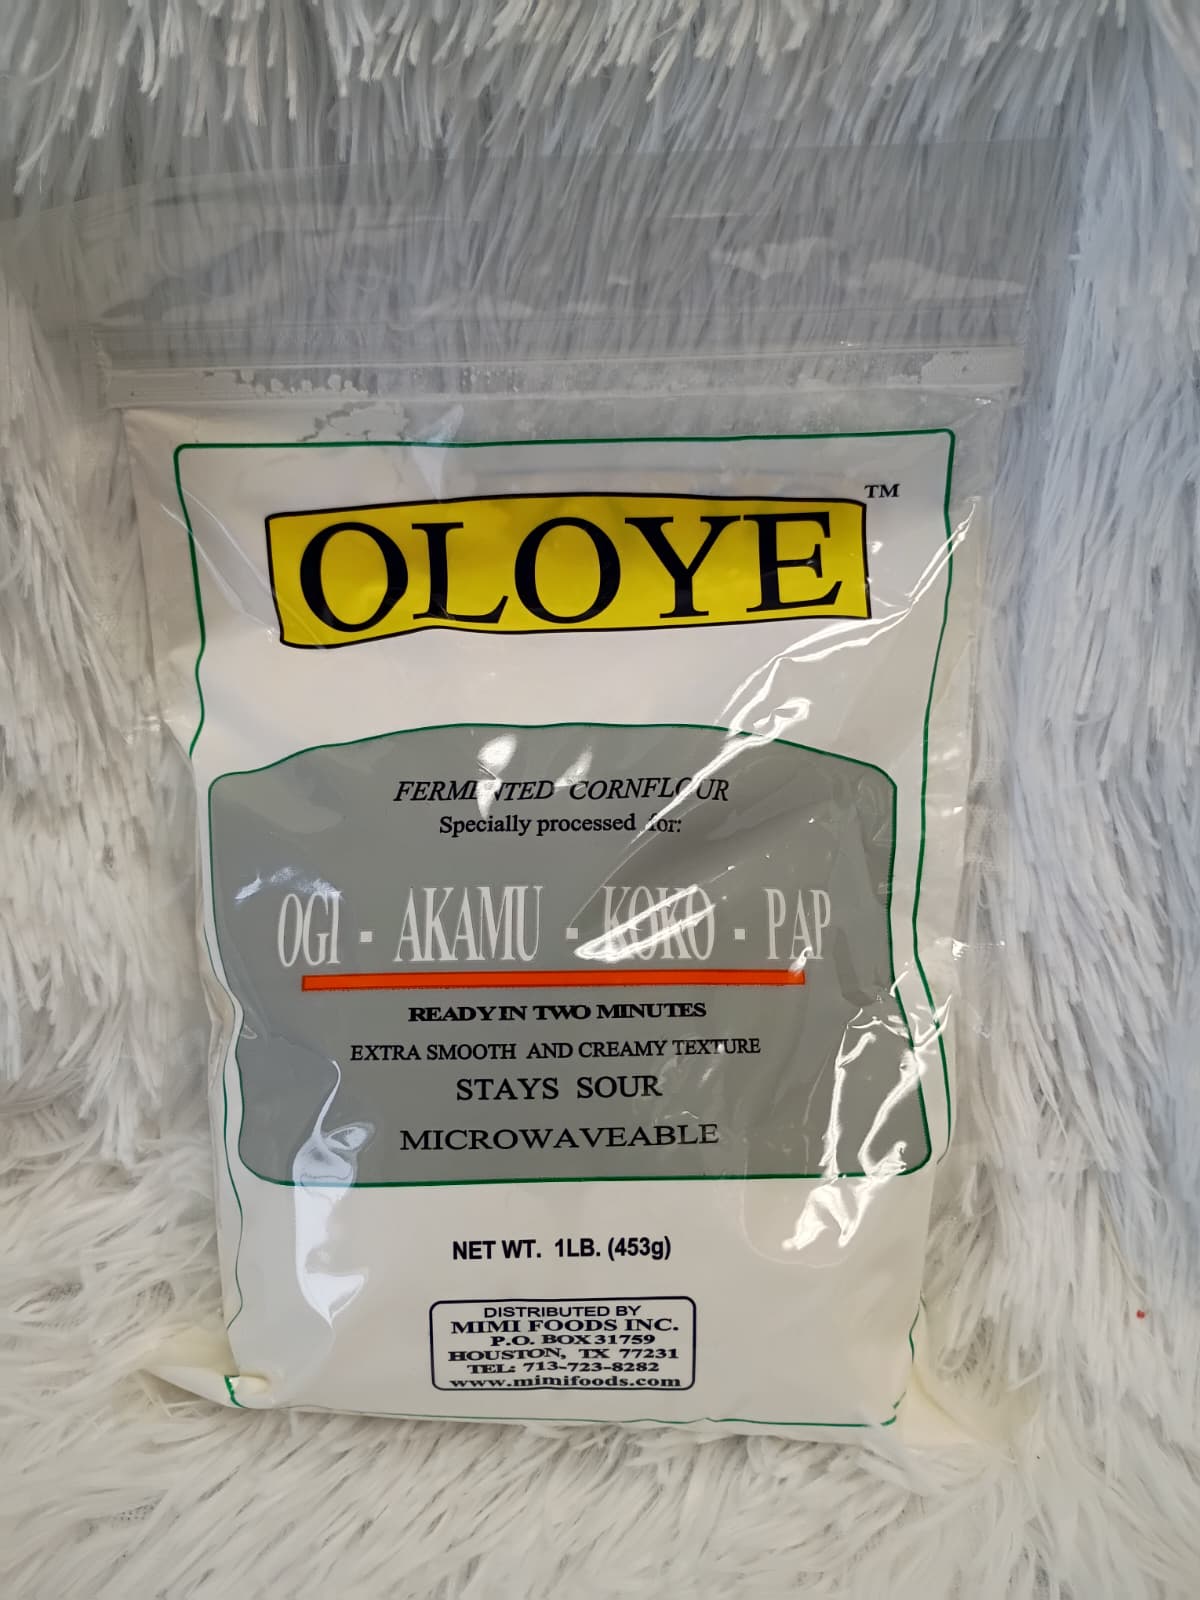 OLOYE ™
FERMENTED CORNFLOUR
Specially processed for:
OGI ▪ AKAMU ▪ KOKO ▪ PAP
READY IN TWO MINUTES
EXTRA SMOOTH AND CREAMY TEXTURE
STAYS SOUR
MICROWAVEABLE
NET WT. 1LB. (453g)
DISTRIBUTED BY
MIMI FOODS INC.
P.O. BOX 31759
HOUSTON, TX 77231
TEL: 713-723-8282
www.mimifoods.com